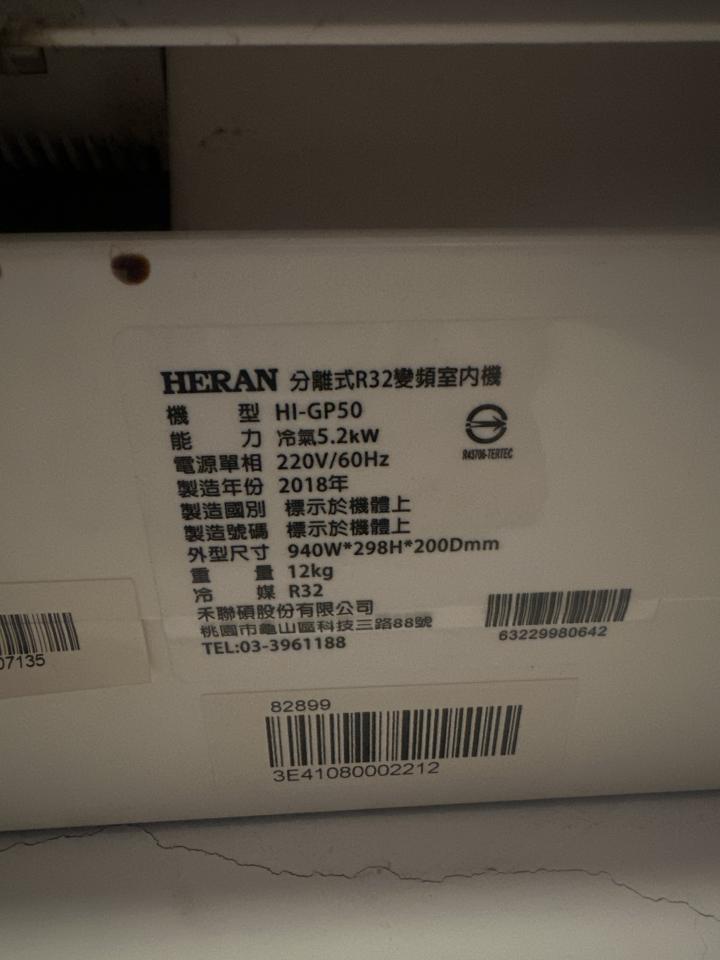 HERAN 分離式R32變頻室內機
機 型 HI-GP50
能 力 冷氣5.2kW
電源單相 220V/60Hz
製造年份 2018年
製造國別 標示於機體上
製造號碼 標示於機體上
外型尺寸 940W*298H*200Dmm
重 量 12kg
冷 媒 R32
禾聯碩股份有限公司
桃園市龜山區科技三路88號
TEL:03-3961188
R43706-TERTEC
63229980642
07135
82899
3E41080002212